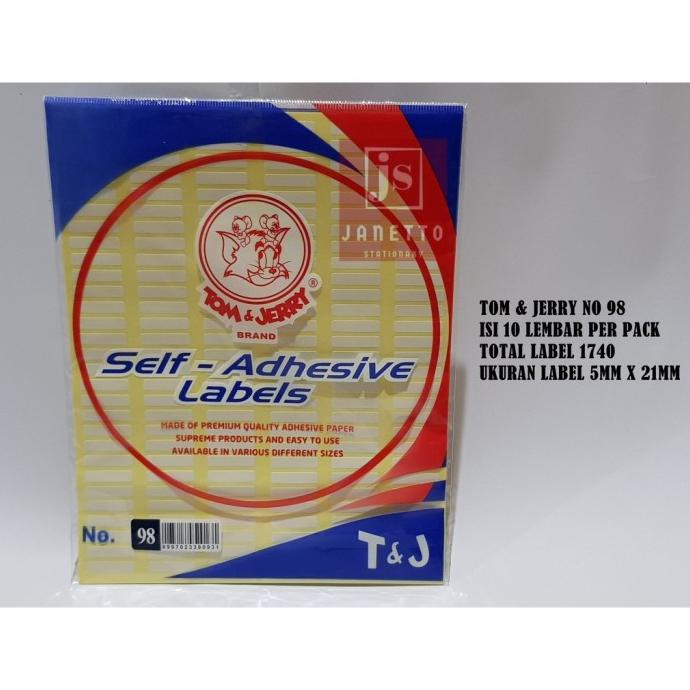 js
JANETTO
STATIONARY
TOM & JERRY ®
BRAND
Self - Adhesive
Labels
MADE OF PREMIUM QUALITY ADHESIVE PAPER
SUPREME PRODUCTS AND EASY TO USE
AVAILABLE IN VARIOUS DIFFERENT SIZES
No. 98
T&J
TOM & JERRY NO 98
ISI 10 LEMBAR PER PACK
TOTAL LABEL 1740
UKURAN LABEL 5MM X 21MM